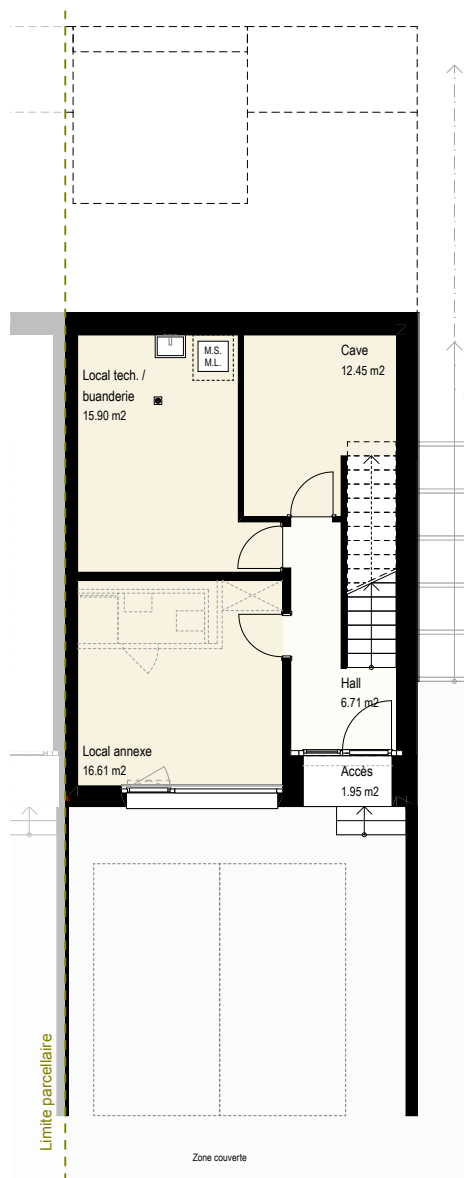 M.S.
M.L.
Cave
12.45 m2
Local tech. /
buanderie
15.90 m2
Hall
6.71 m2
Local annexe
16.61 m2
Accès
1.95 m2
Limite parcellaire
Zone couverte